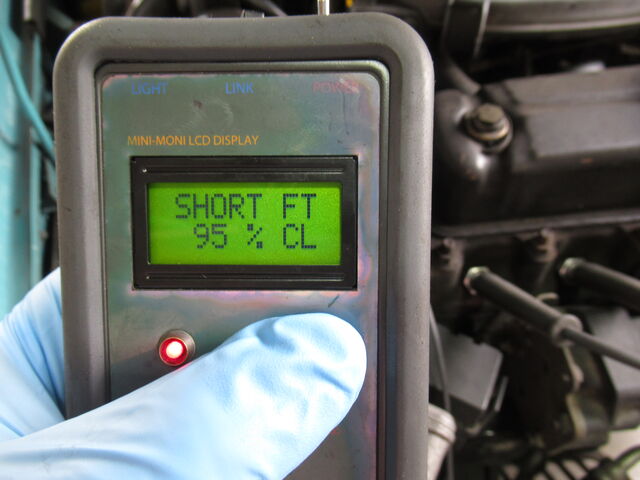 LIGHT LINK POWER
MINI-MONI LCD DISPLAY
SHORT FT
95 % CL